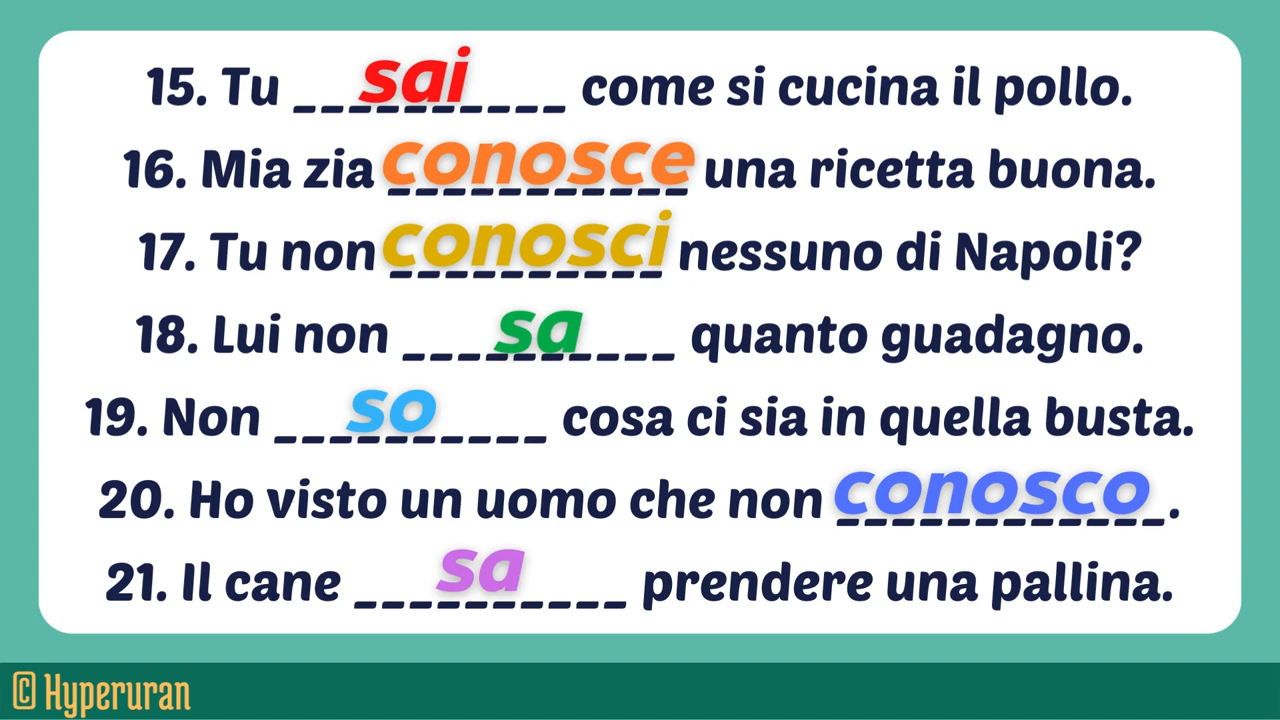 15. Tu sai come si cucina il pollo.
16. Mia zia conosce una ricetta buona.
17. Tu non conosci nessuno di Napoli?
18. Lui non sa quanto guadagno.
19. Non so cosa ci sia in quella busta.
20. Ho visto un uomo che non conosco.
21. Il cane sa prendere una pallina.
© Hyperuran